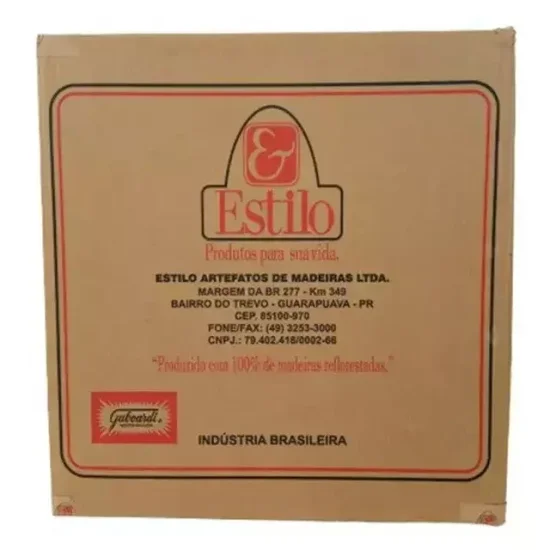 &
Estilo
Produtos para sua vida.
ESTILO ARTEFATOS DE MADEIRAS LTDA.
MARGEM DA BR 277 - Km 349
BAIRRO DO TREVO - GUARAPUAVA - PR
CEP. 85100-970
FONE/FAX: (49) 3253-3000
CNPJ.: 79.402.416/0002-66
"Produzido com 100% de madeiras reflorestadas."
Guboardi
INDÚSTRIA BRASILEIRA